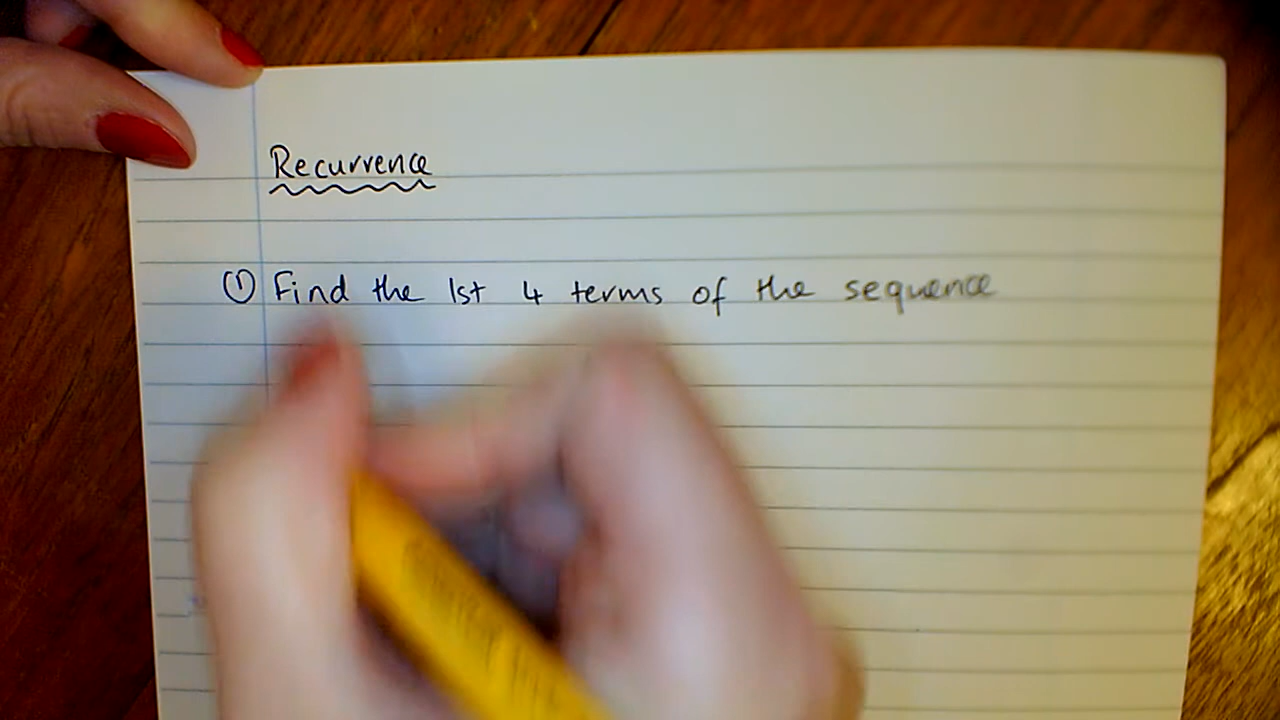 Recurrence
① Find the 1st 4 terms of the sequence